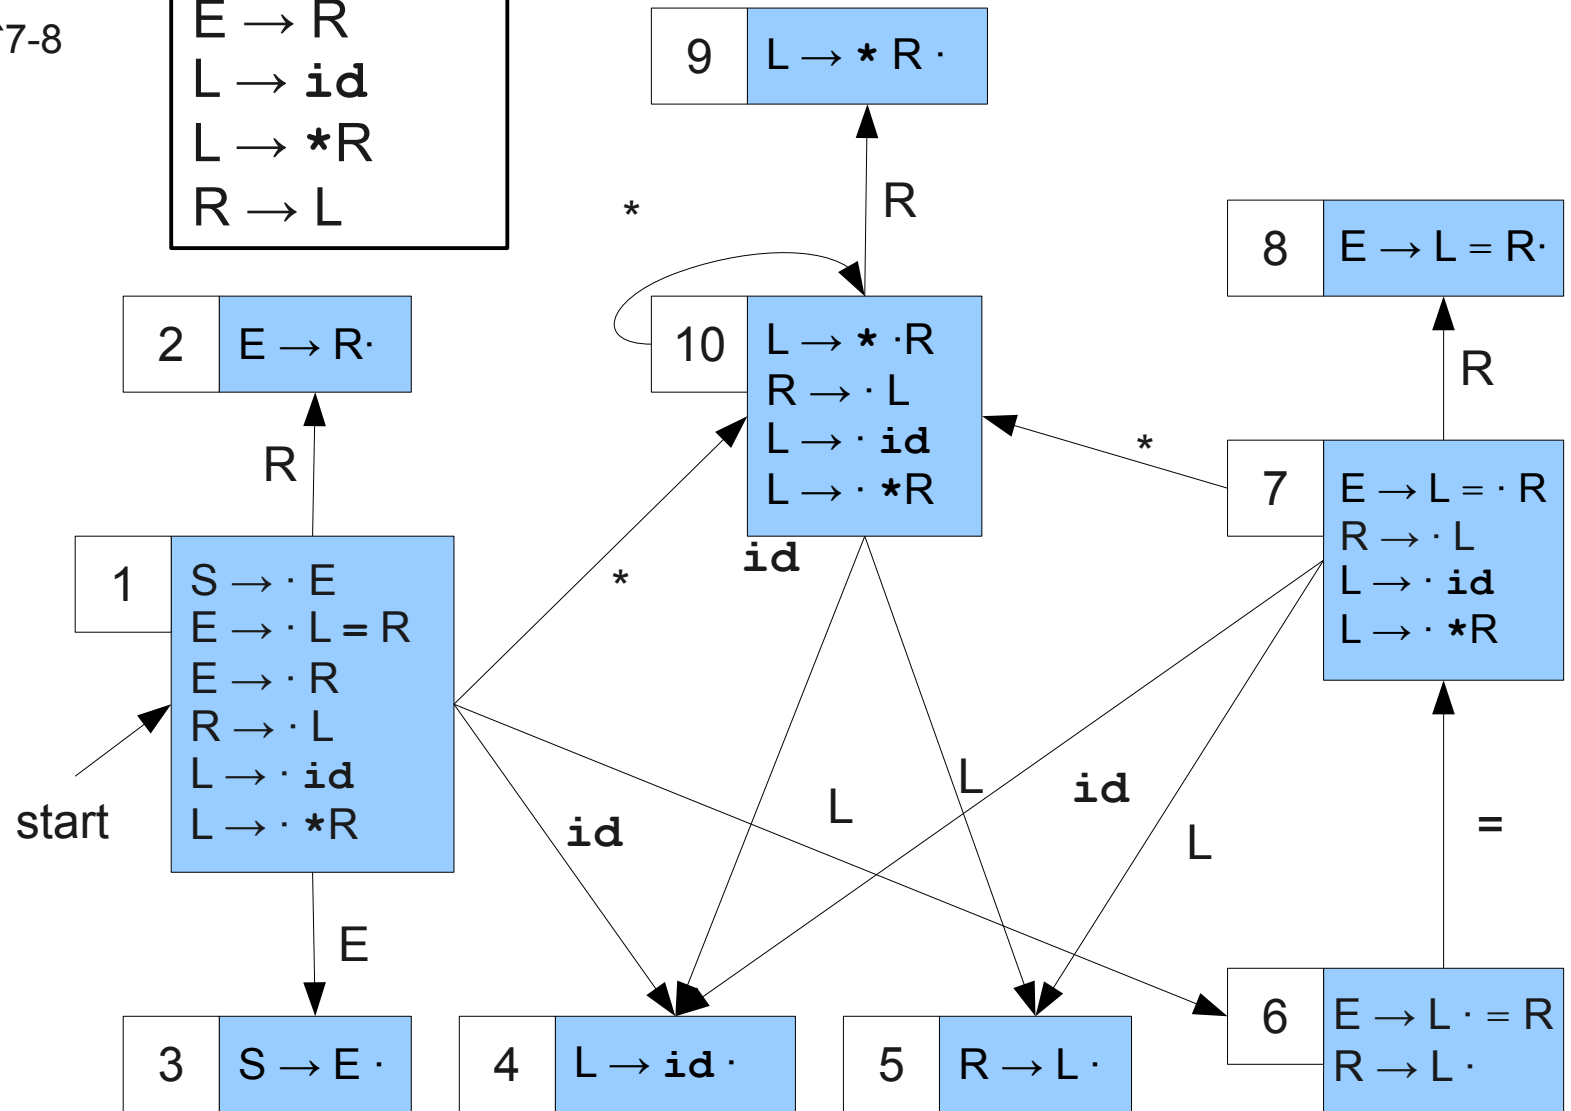 7-8
E → R
L → id
L → *R
R → L
9
L → * R ·
R
*
8
E → L = R·
2
E → R·
10
L → * ·R
R → · L
L → · id
L → · *R
R
R
*
7
E → L = · R
R → · L
L → · id
L → · *R
1
S → · E
E → · L = R
E → · R
R → · L
L → · id
L → · *R
id
*
start
id
L
L
id
L
=
E
3
S → E ·
4
L → id ·
5
R → L ·
6
E → L · = R
R → L ·